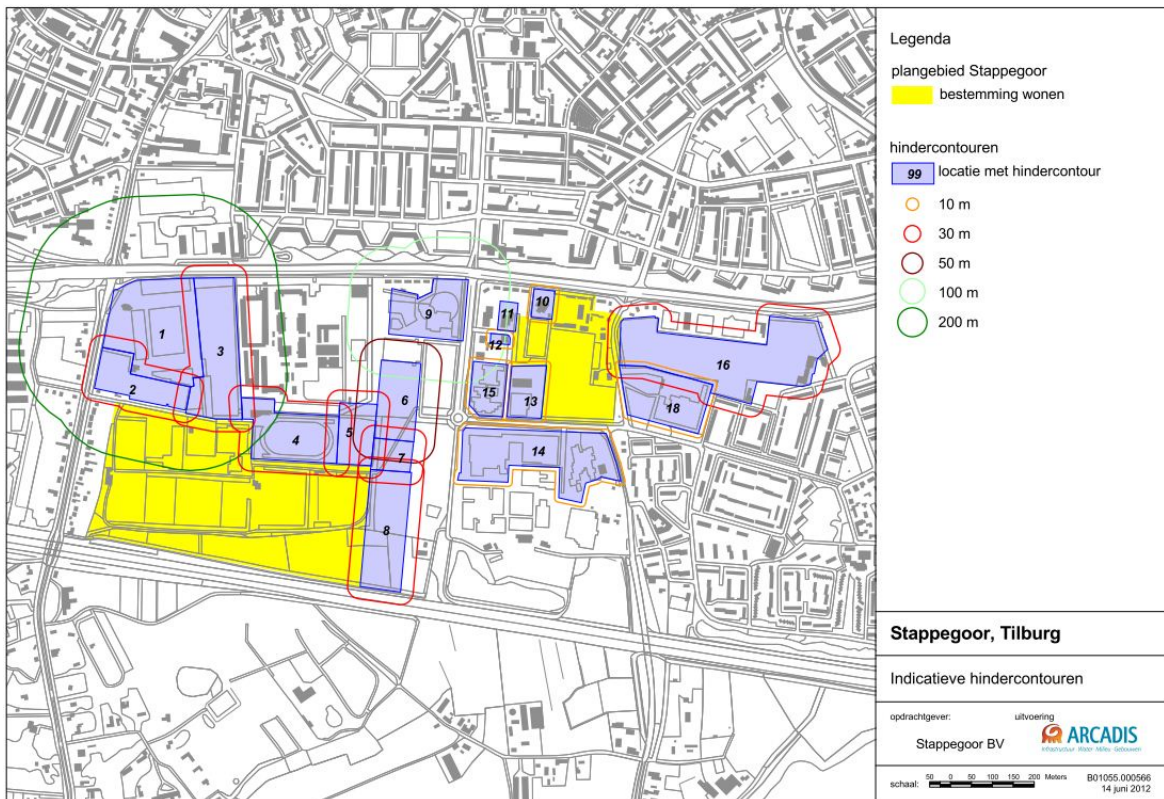 Legenda
plangebied Stappegoor
bestemming wonen
hindercontouren
99 locatie met hindercontour
10 m
30 m
50 m
100 m
200 m
1
2
3
4
5
6
7
8
9
10
11
12
13
14
15
16
18
Stappegoor, Tilburg
Indicatieve hindercontouren
opdrachtgever: uitvoering
Stappegoor BV
ARCADIS
Infrastructuur Water Milieu Gebouwen
schaal: 50 0 50 100 150 200 Meters
B01055.000566
14 juni 2012